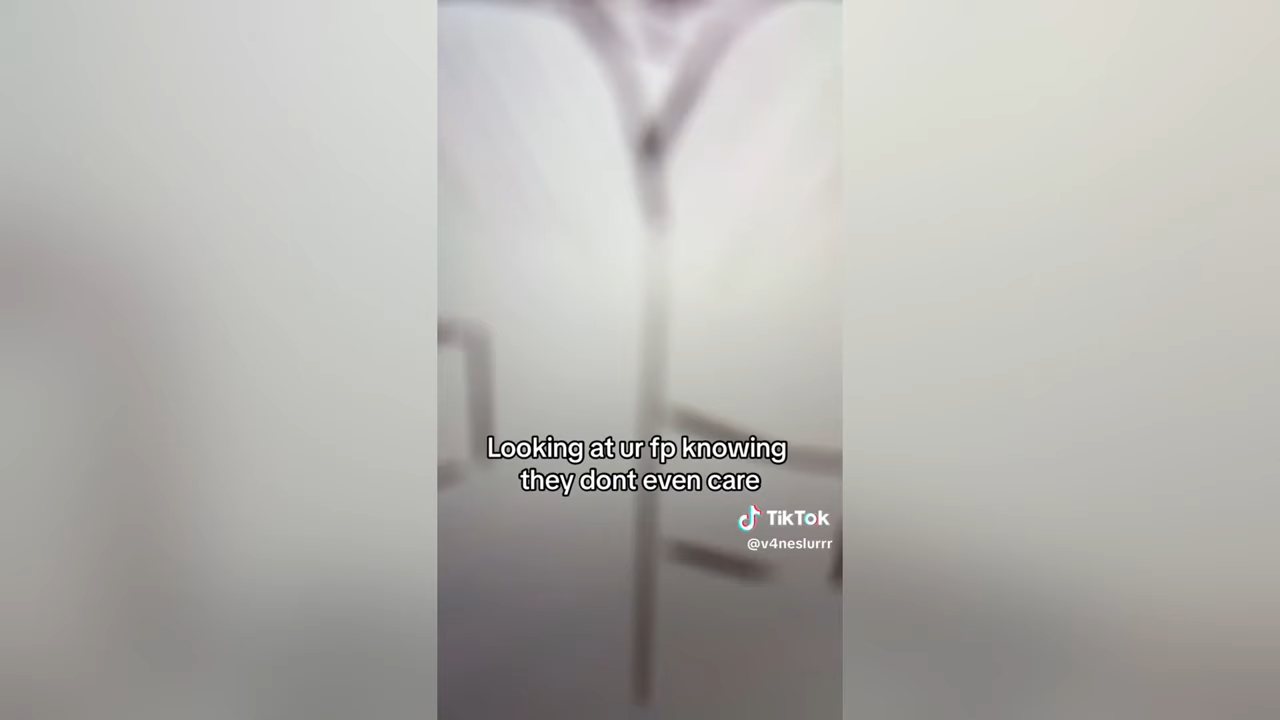 Looking at ur fp knowing
they dont even care
TikTok
@v4neslurrr